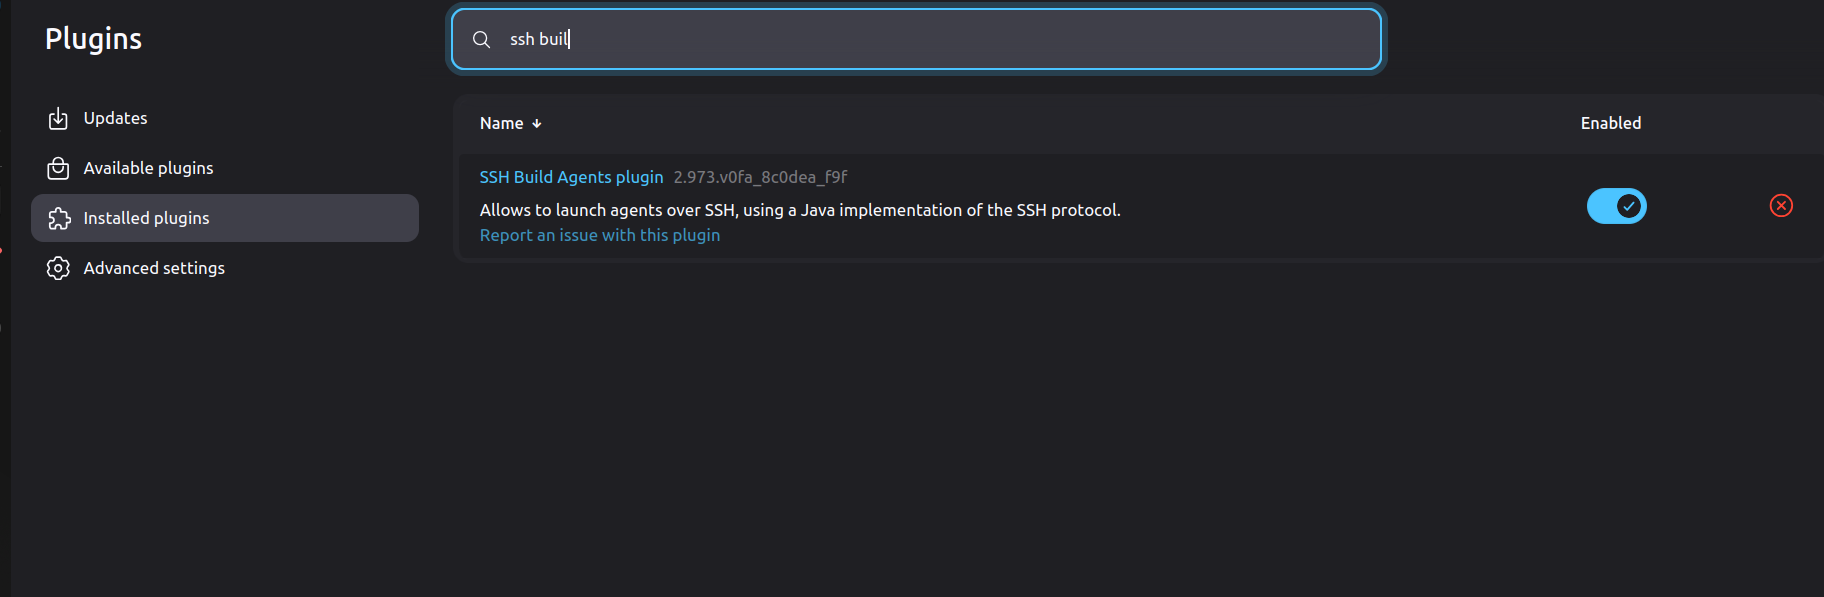 Plugins
ssh buil
Updates
Available plugins
Installed plugins
Advanced settings
Name Enabled
SSH Build Agents plugin 2.973.v0fa_8c0dea_f9f
Allows to launch agents over SSH, using a Java implementation of the SSH protocol.
Report an issue with this plugin